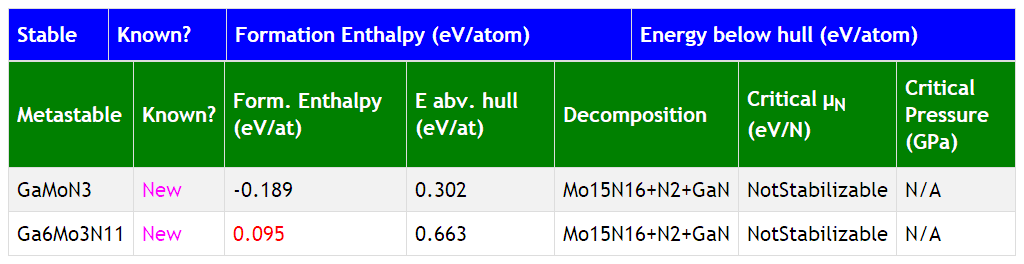 Stable Known? Formation Enthalpy (eV/atom) Energy below hull (eV/atom)
Metastable Known? Form. Enthalpy (eV/at) E abv. hull (eV/at) Decomposition Critical μN (eV/N) Critical Pressure (GPa)
GaMoN3 New -0.189 0.302 Mo15N16+N2+GaN NotStabilizable N/A
Ga6Mo3N11 New 0.095 0.663 Mo15N16+N2+GaN NotStabilizable N/A